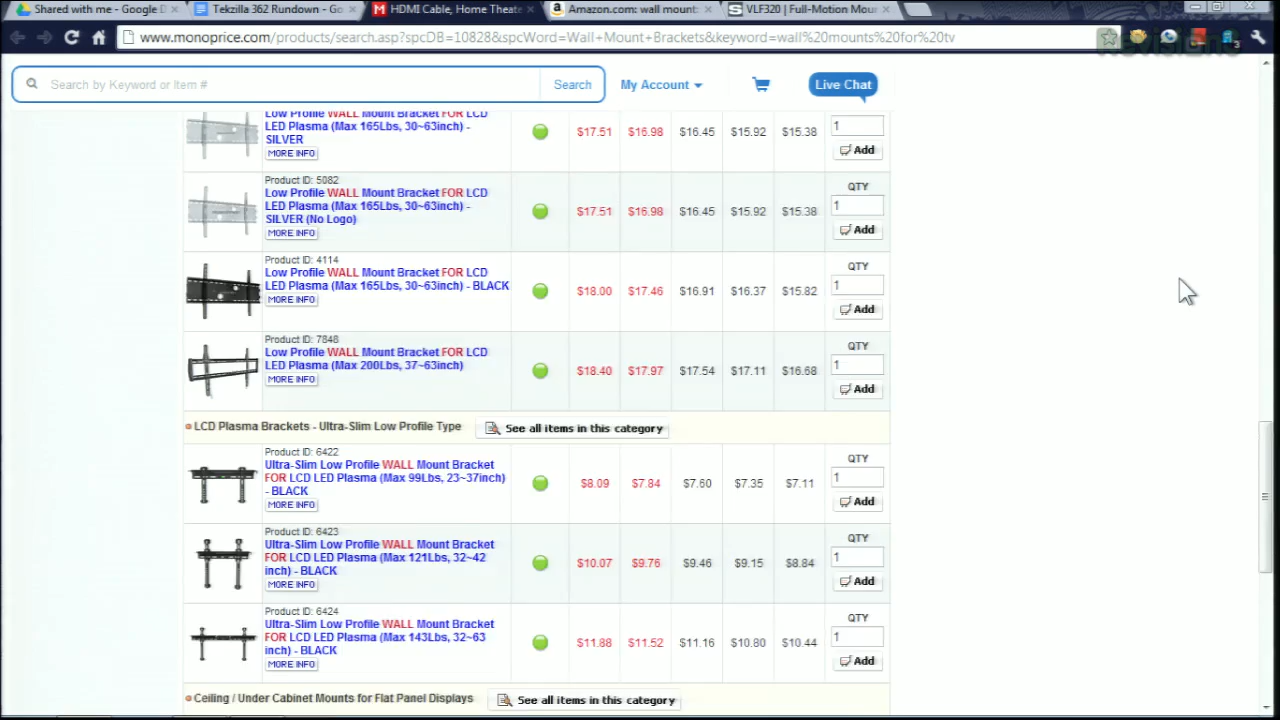 Shared with me - Google D
Tekzilla 362 Rundown - Go
HDMI Cable, Home Theate
Amazon.com: wall mount
VLF320 | Full-Motion Mou
www.monoprice.com/products/search.asp?spcDB=10828&spcWord=Wall+Mount+Brackets&keyword=wall%20mounts%20for%20tv
Search by Keyword or Item #
Search
My Account
Live Chat
Low Profile WALL Mount Bracket FOR LCD
LED Plasma (Max 165Lbs, 30~63inch) -
SILVER
MORE INFO
$17.51 $16.98 $16.45 $15.92 $15.38
1
Add
Product ID: 5082
Low Profile WALL Mount Bracket FOR LCD
LED Plasma (Max 165Lbs, 30~63inch) -
SILVER (No Logo)
MORE INFO
$17.51 $16.98 $16.45 $15.92 $15.38
QTY
1
Add
Product ID: 4114
Low Profile WALL Mount Bracket FOR LCD
LED Plasma (Max 165Lbs, 30~63inch) - BLACK
MORE INFO
$18.00 $17.46 $16.91 $16.37 $15.82
QTY
1
Add
Product ID: 7848
Low Profile WALL Mount Bracket FOR LCD
LED Plasma (Max 200Lbs, 37~63inch)
MORE INFO
$18.40 $17.97 $17.54 $17.11 $16.68
QTY
1
Add
LCD Plasma Brackets - Ultra-Slim Low Profile Type
See all items in this category
Product ID: 6422
Ultra-Slim Low Profile WALL Mount Bracket
FOR LCD LED Plasma (Max 99Lbs, 23~37inch)
- BLACK
MORE INFO
$8.09 $7.84 $7.60 $7.35 $7.11
QTY
1
Add
Product ID: 6423
Ultra-Slim Low Profile WALL Mount Bracket
FOR LCD LED Plasma (Max 121Lbs, 32~42
inch) - BLACK
MORE INFO
$10.07 $9.76 $9.46 $9.15 $8.84
QTY
1
Add
Product ID: 6424
Ultra-Slim Low Profile WALL Mount Bracket
FOR LCD LED Plasma (Max 143Lbs, 32~63
inch) - BLACK
MORE INFO
$11.88 $11.52 $11.16 $10.80 $10.44
QTY
1
Add
Ceiling / Under Cabinet Mounts for Flat Panel Displays
See all items in this category